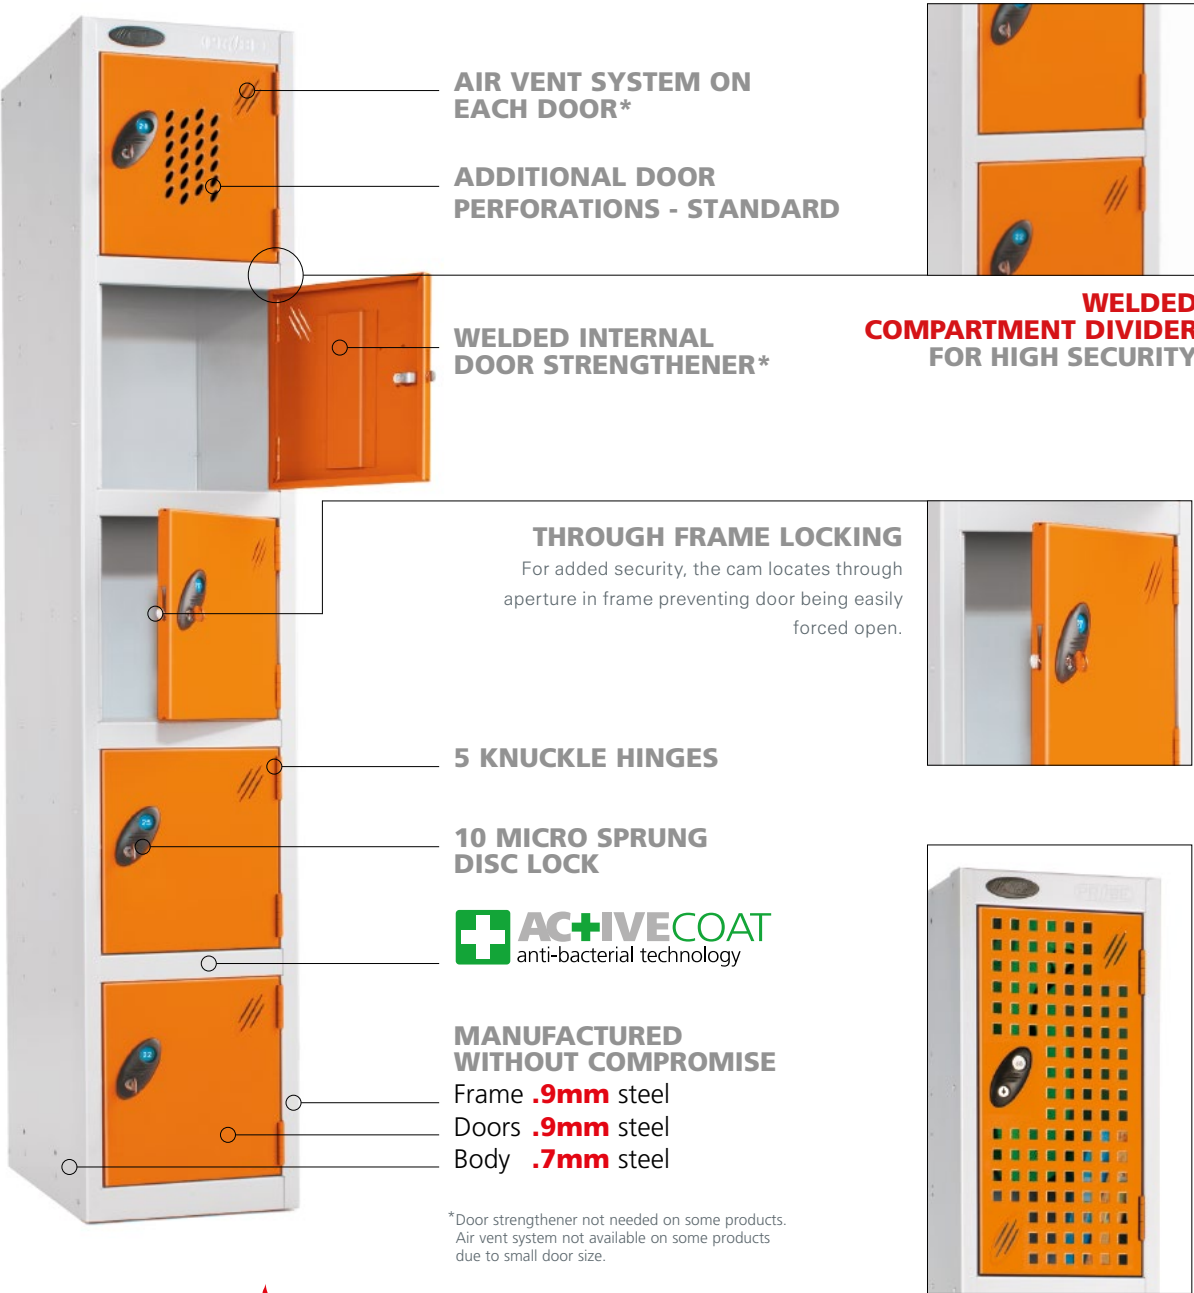 AIR VENT SYSTEM ON
EACH DOOR*
ADDITIONAL DOOR
PERFORATIONS - STANDARD
WELDED INTERNAL
DOOR STRENGTHENER*
WELDED
COMPARTMENT DIVIDER
FOR HIGH SECURITY
THROUGH FRAME LOCKING
For added security, the cam locates through
aperture in frame preventing door being easily
forced open.
5 KNUCKLE HINGES
10 MICRO SPRUNG
DISC LOCK
ACTIVECOAT
anti-bacterial technology
MANUFACTURED
WITHOUT COMPROMISE
Frame .9mm steel
Doors .9mm steel
Body .7mm steel
*Door strengthener not needed on some products.
Air vent system not available on some products
due to small door size.